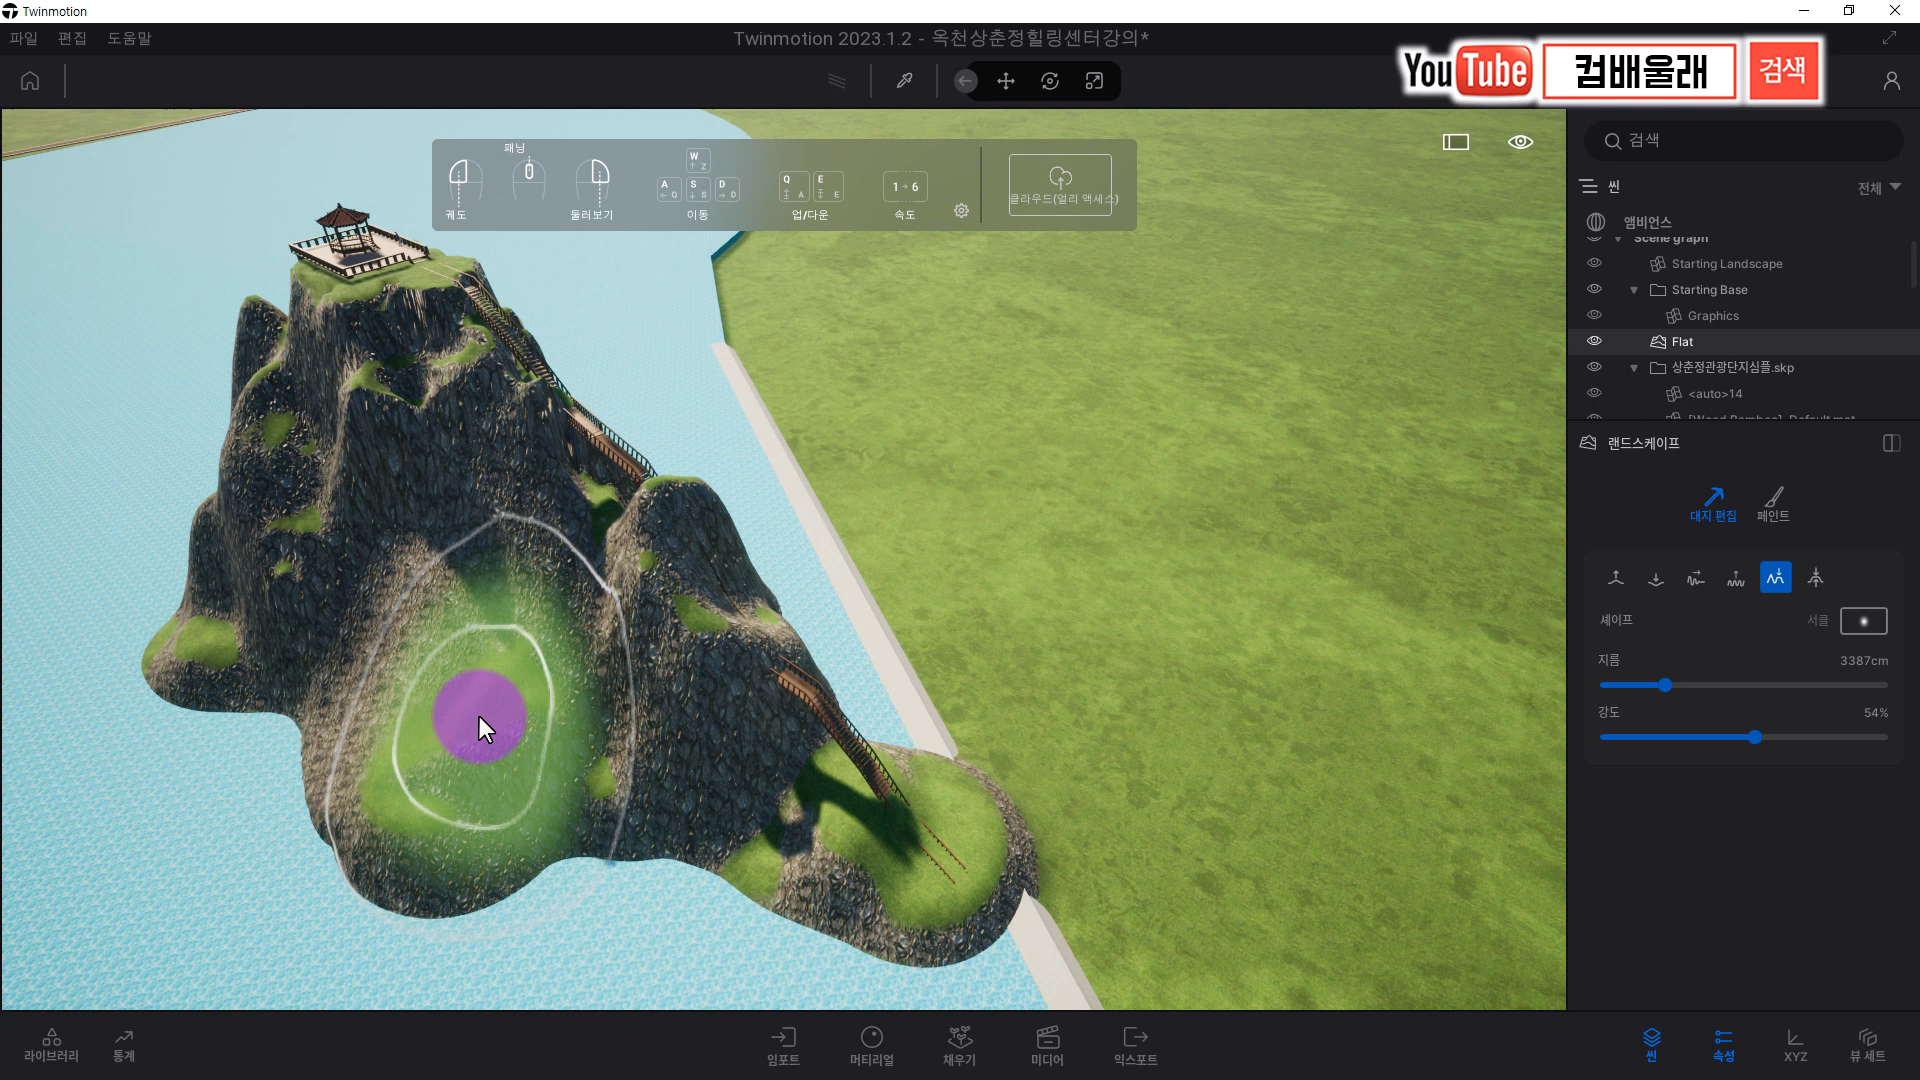 Twinmotion
파일 편집 도움말
Twinmotion 2023.1.2 - 옥천상춘정힐링센터강의*
YouTube 컴배울래 검색
패닝
궤도
둘러보기
W
Z
A Q
S S
D D
이동
Q A
E E
업/다운
1 6
속도
클라우드(얼리 액세스)
검색
씬
전체
앰비언스
Scene graph
Starting Landscape
Starting Base
Graphics
Flat
상춘정관광단지심플.skp
<auto>14
랜드스케이프
대지 편집
페인트
셰이프
서클
지름
3387cm
강도
54%
라이브러리
통계
임포트
머티리얼
채우기
미디어
익스포트
씬
속성
XYZ
뷰 세트